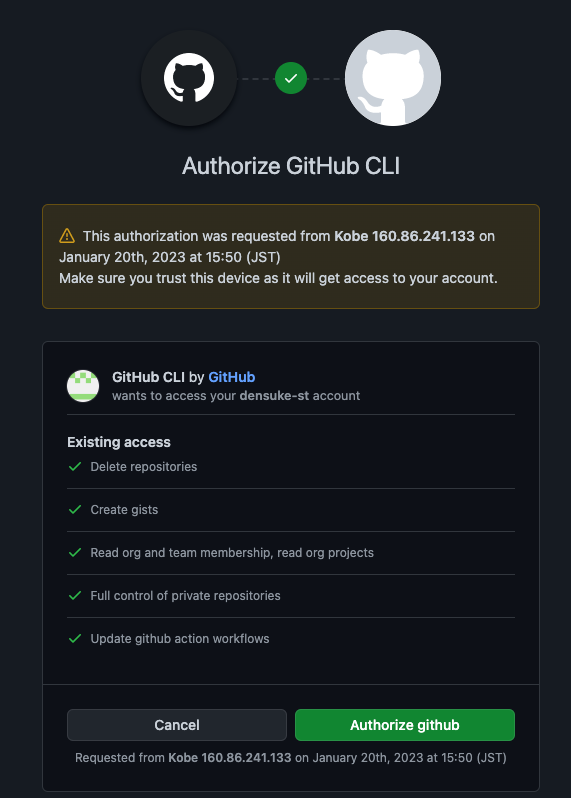 Authorize GitHub CLI
This authorization was requested from Kobe 160.86.241.133 on
January 20th, 2023 at 15:50 (JST)
Make sure you trust this device as it will get access to your account.
GitHub CLI by GitHub
wants to access your densuke-st account
Existing access
Delete repositories
Create gists
Read org and team membership, read org projects
Full control of private repositories
Update github action workflows
Cancel
Authorize github
Requested from Kobe 160.86.241.133 on January 20th, 2023 at 15:50 (JST)